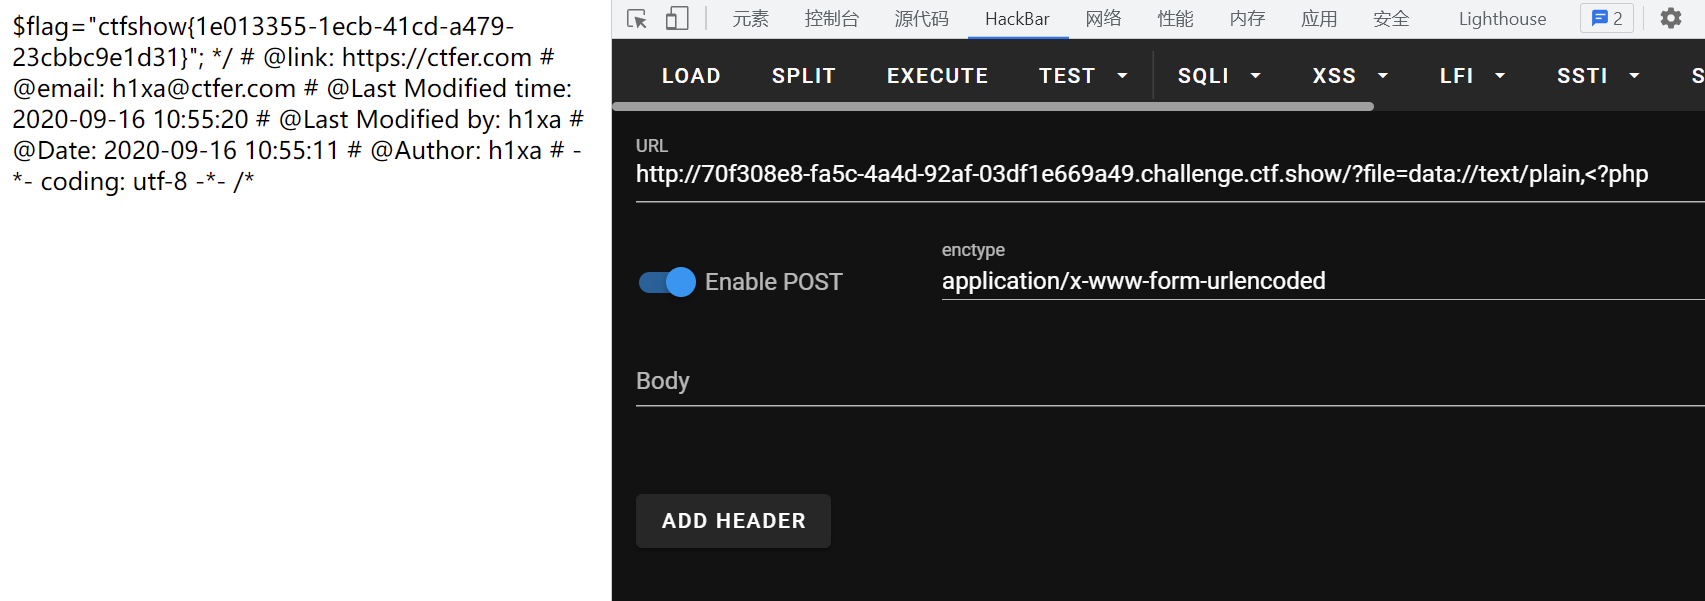 $flag="ctfshow{1e013355-1ecb-41cd-a479-
23cbbc9e1d31}"; */ # @link: https://ctfer.com #
@email: h1xa@ctfer.com # @Last Modified time:
2020-09-16 10:55:20 # @Last Modified by: h1xa #
@Date: 2020-09-16 10:55:11 # @Author: h1xa # -
*- coding: utf-8 -*- /*
元素 控制台 源代码 HackBar 网络 性能 内存 应用 安全 Lighthouse 2
LOAD SPLIT EXECUTE TEST SQLI XSS LFI SSTI S
URL
http://70f308e8-fa5c-4a4d-92af-03df1e669a49.challenge.ctf.show/?file=data://text/plain,<?php
enctype
Enable POST application/x-www-form-urlencoded
Body
ADD HEADER